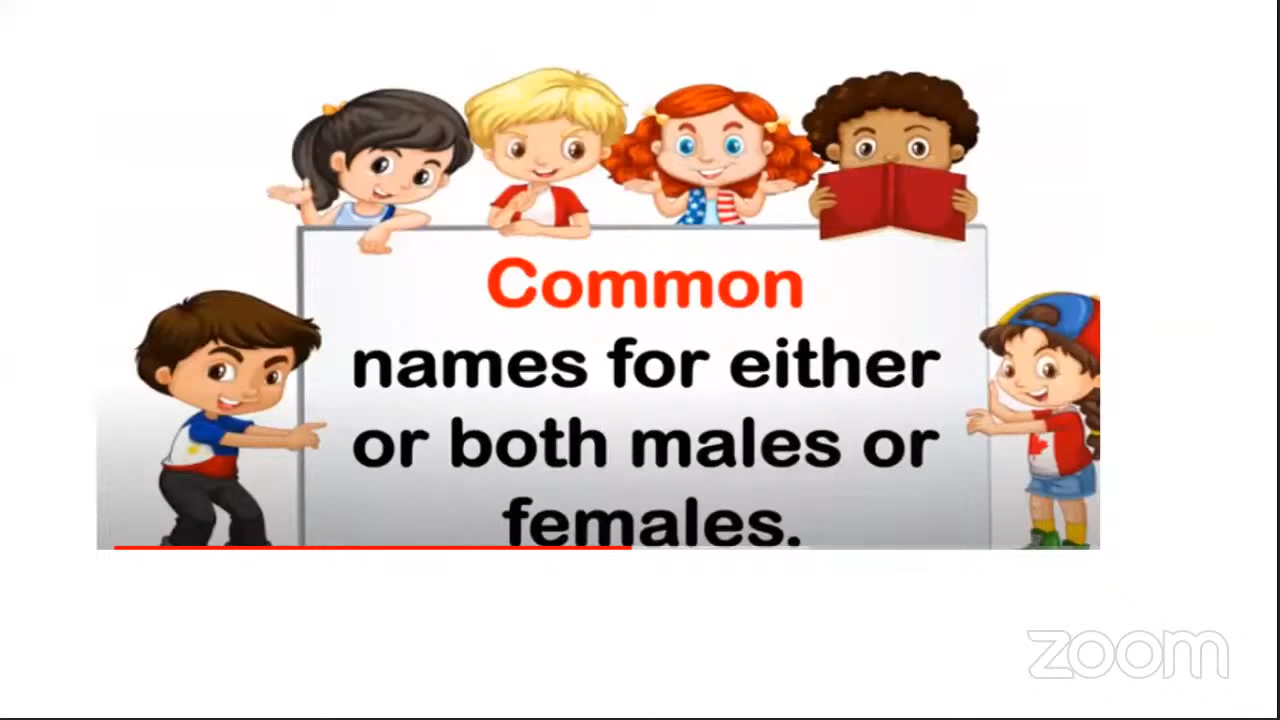 Common
names for either
or both males or
females.
zoom